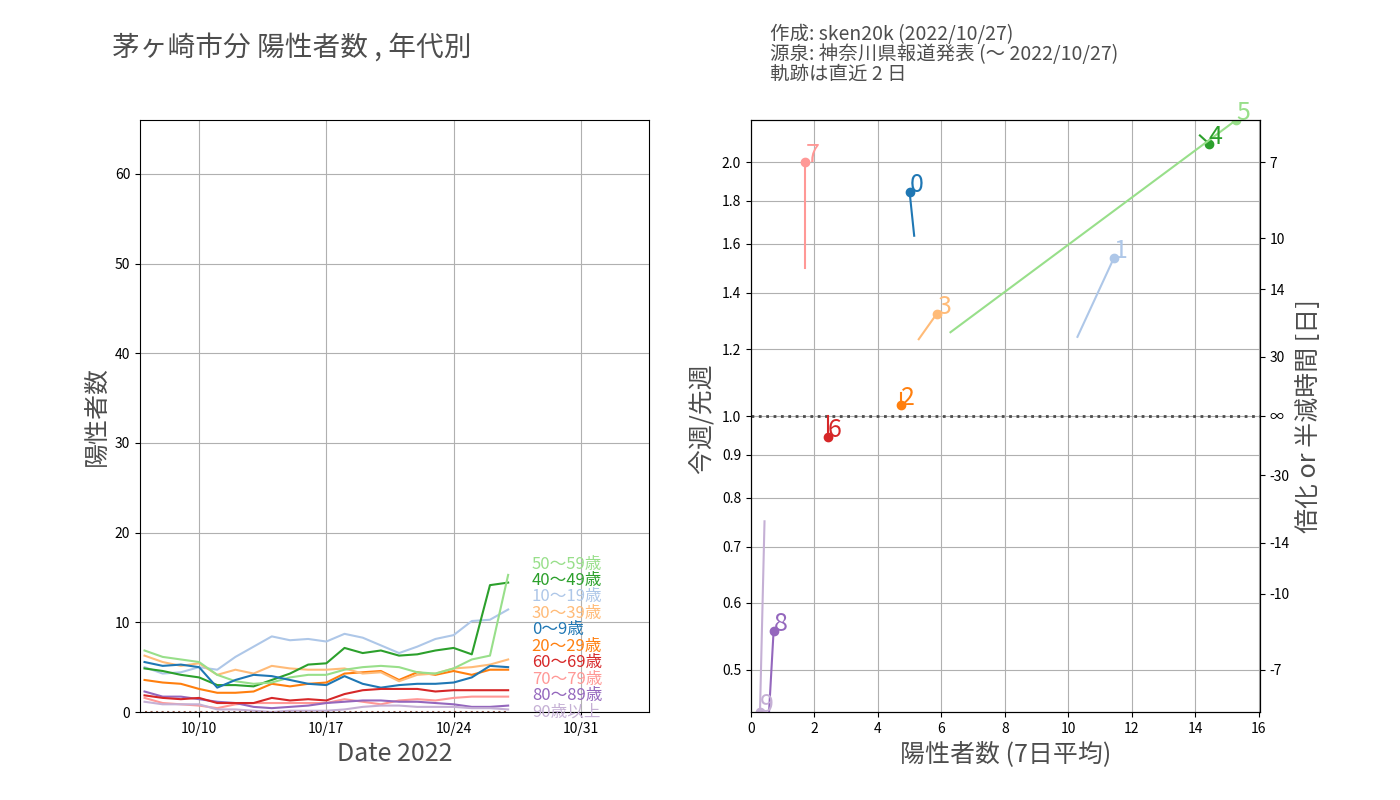 茅ヶ崎市分 陽性者数 , 年代別
作成: sken20k (2022/10/27)
源泉: 神奈川県報道発表 (〜 2022/10/27)
軌跡は直近 2 日
陽性者数
60
50
40
30
20
10
0
50〜59歳
40〜49歳
10〜19歳
30〜39歳
0〜9歳
20〜29歳
60〜69歳
70〜79歳
80〜89歳
90歳以上
10/10 10/17 10/24 10/31
Date 2022
今週/先週
2.0
1.8
1.6
1.4
1.2
1.0
0.9
0.8
0.7
0.6
0.5
5
4
7
0
1
3
2
6
8
9
7
10
14
30
∞
-30
-14
-10
-7
倍化 or 半減時間 [日]
0 2 4 6 8 10 12 14 16
陽性者数 (7日平均)